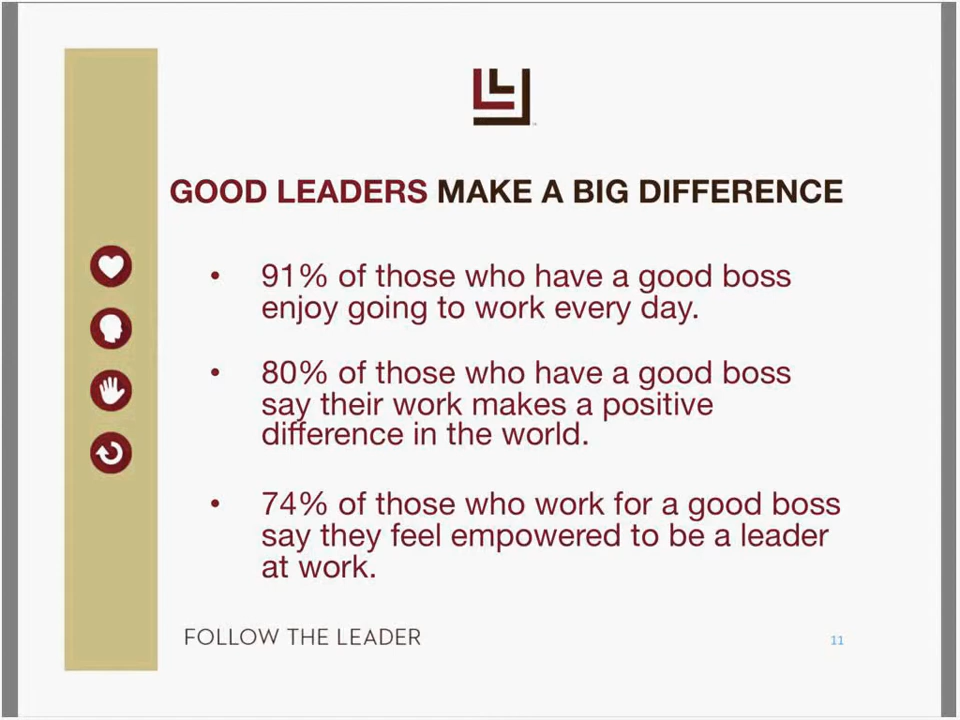 GOOD LEADERS MAKE A BIG DIFFERENCE
• 91% of those who have a good boss
enjoy going to work every day.
• 80% of those who have a good boss
say their work makes a positive
difference in the world.
• 74% of those who work for a good boss
say they feel empowered to be a leader
at work.
FOLLOW THE LEADER
11